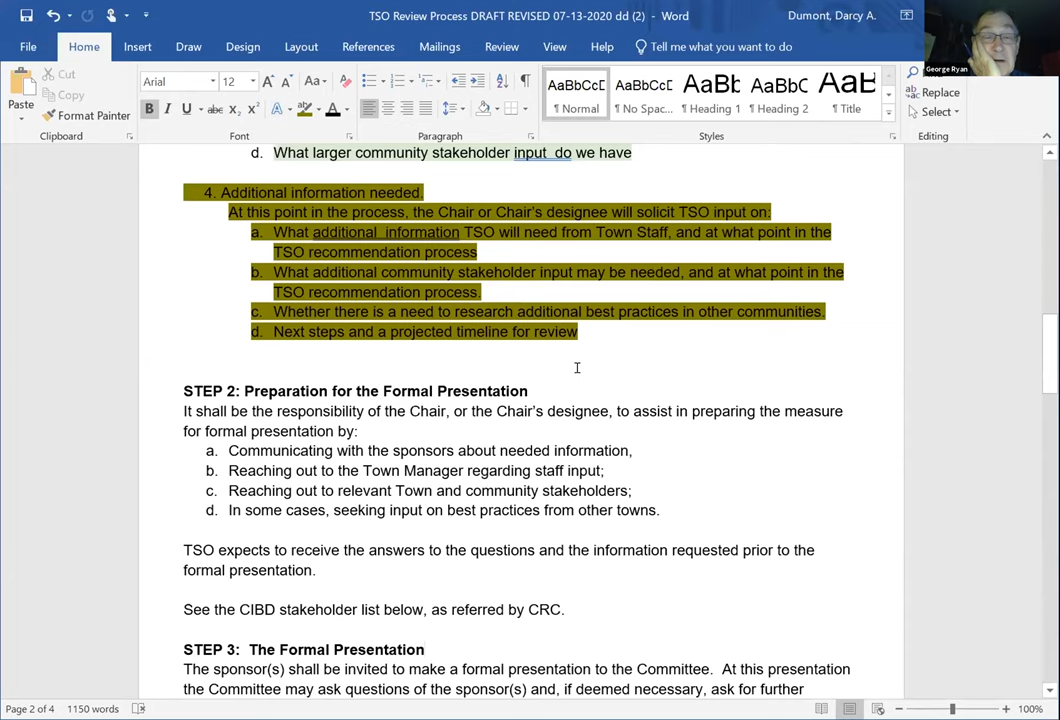 TSO Review Process DRAFT REVISED 07-13-2020 dd (2) - Word
Dumont, Darcy A.
File Home Insert Draw Design Layout References Mailings Review View Help Tell me what you want to do
George Ryan
Paste
Cut
Copy
Format Painter
Clipboard
Arial 12
Font
Paragraph
AaBbCcD AaBbCcD AaBb( AaBbC AaB
¶ Normal ¶ No Spac... ¶ Heading 1 ¶ Heading 2 ¶ Title
Styles
Replace
Select
Editing
d. What larger community stakeholder input do we have
4. Additional information needed
At this point in the process, the Chair or Chair's designee will solicit TSO input on:
a. What additional information TSO will need from Town Staff, and at what point in the
TSO recommendation process
b. What additional community stakeholder input may be needed, and at what point in the
TSO recommendation process.
c. Whether there is a need to research additional best practices in other communities.
d. Next steps and a projected timeline for review
STEP 2: Preparation for the Formal Presentation
It shall be the responsibility of the Chair, or the Chair's designee, to assist in preparing the measure
for formal presentation by:
a. Communicating with the sponsors about needed information,
b. Reaching out to the Town Manager regarding staff input;
c. Reaching out to relevant Town and community stakeholders;
d. In some cases, seeking input on best practices from other towns.
TSO expects to receive the answers to the questions and the information requested prior to the
formal presentation.
See the CIBD stakeholder list below, as referred by CRC.
STEP 3: The Formal Presentation
The sponsor(s) shall be invited to make a formal presentation to the Committee. At this presentation
the Committee may ask questions of the sponsor(s) and, if deemed necessary, ask for further
Page 2 of 4 1150 words
100%